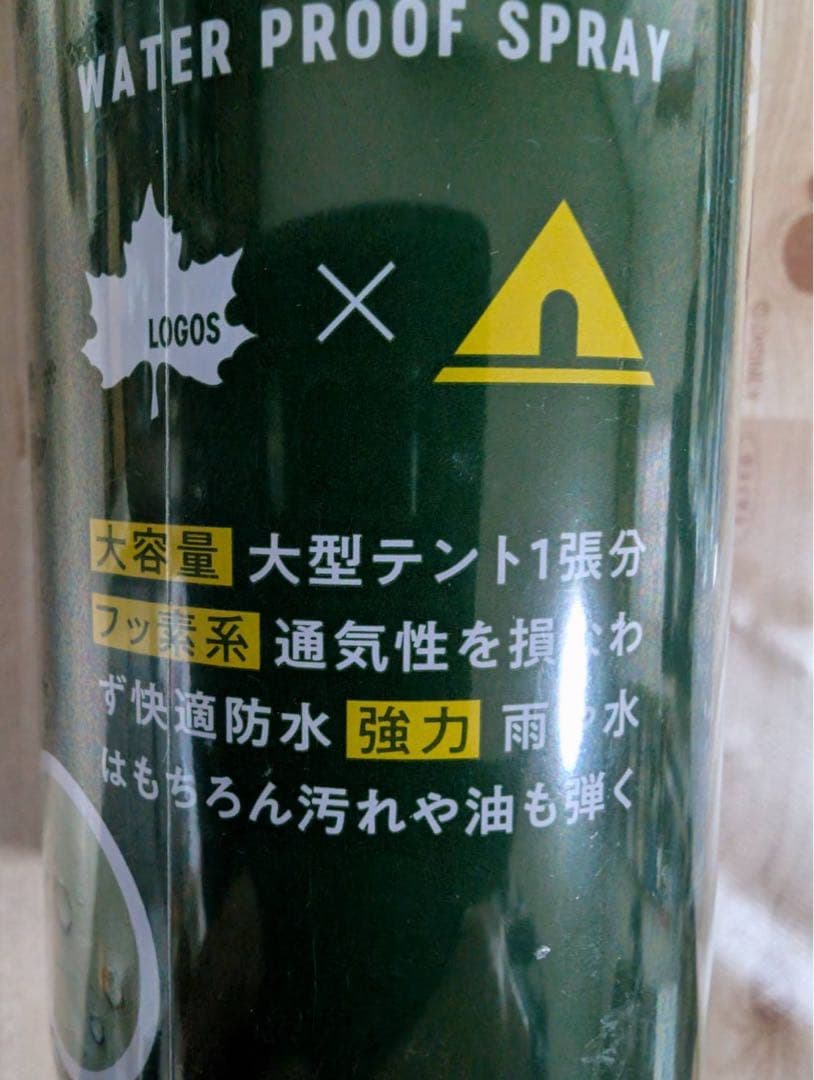 WATER PROOF SPRAY
LOGOS
大容量 大型テント1張分
フッ素系 通気性を損なわ
ず快適防水 強力 雨や水
はもちろん汚れや油も弾く